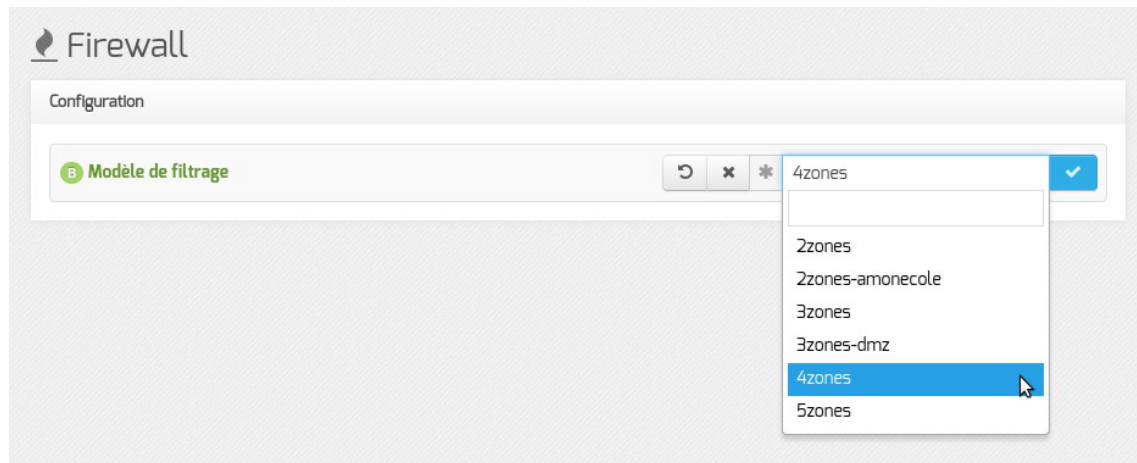 Firewall
Configuration
B Modèle de filtrage
4zones
2zones
2zones-amonecole
3zones
3zones-dmz
4zones
5zones